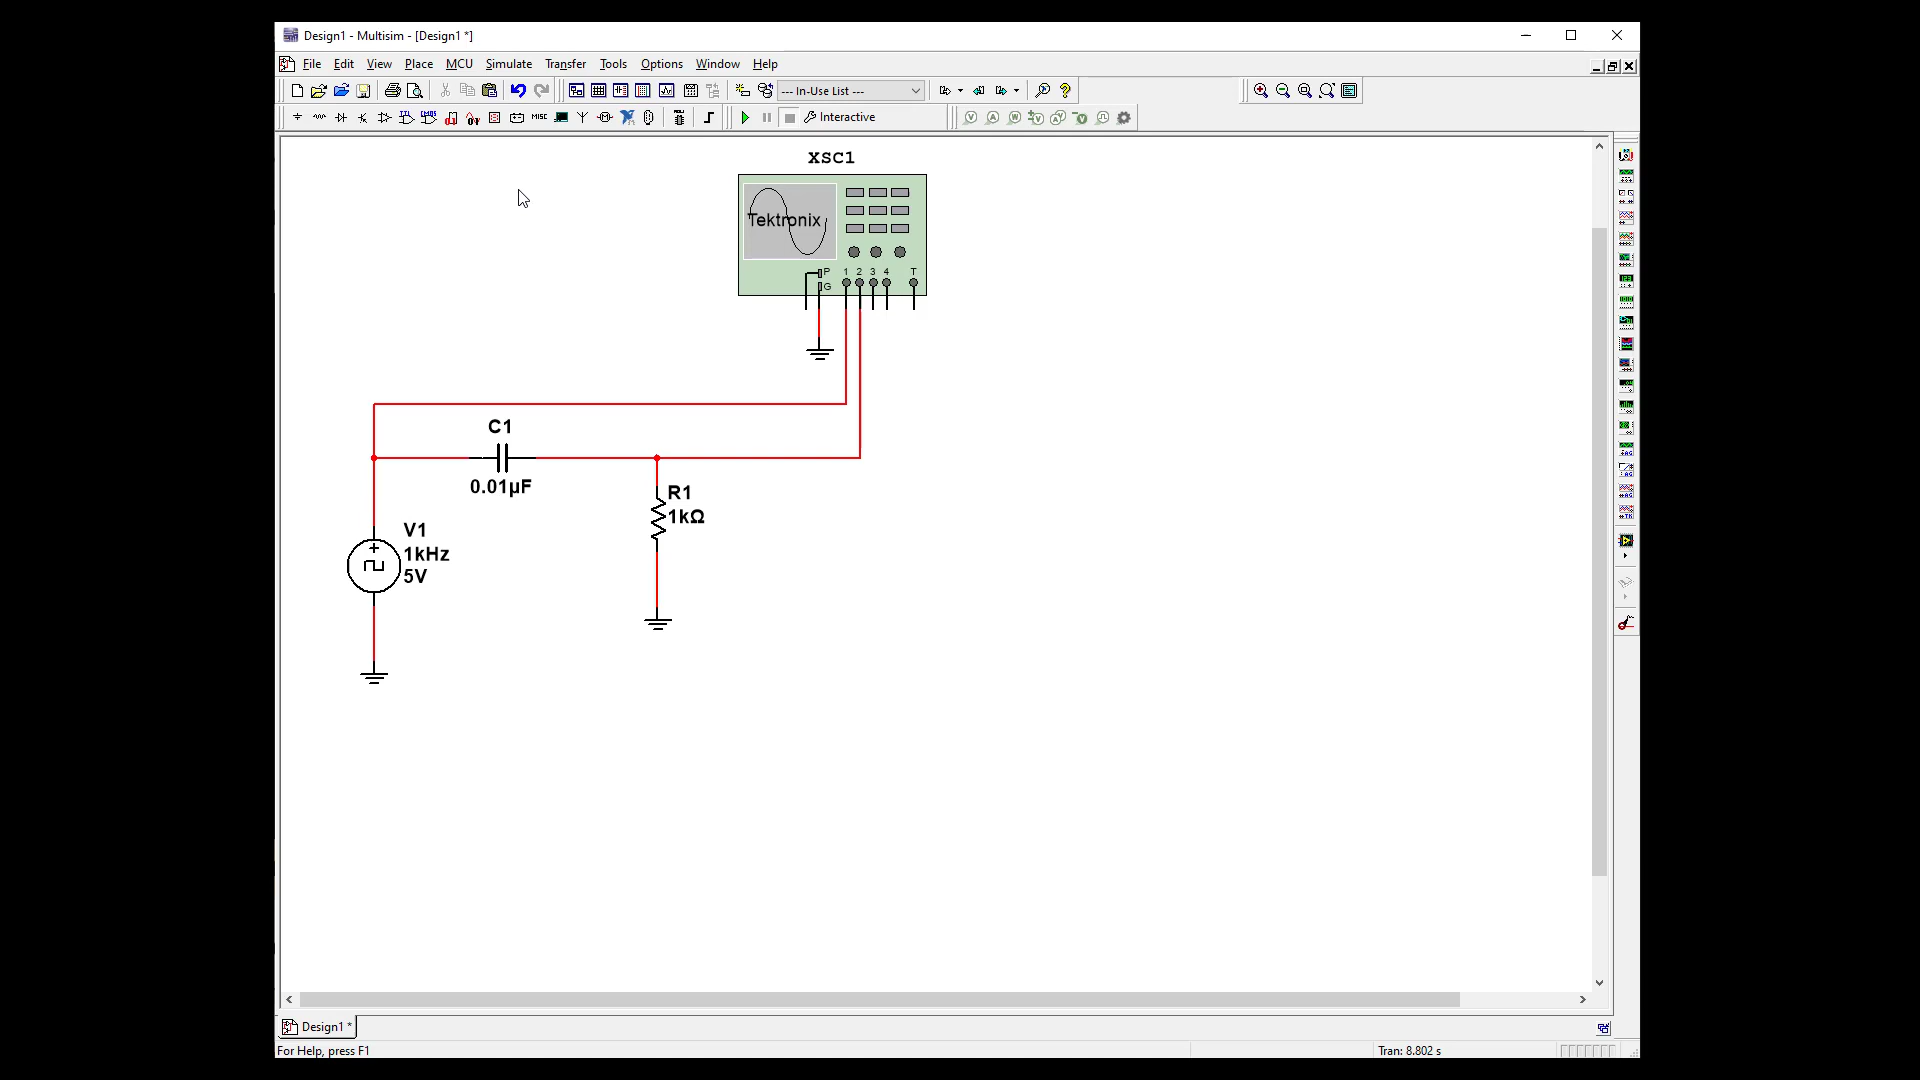 Design1 - Multisim - [Design1 *]
File Edit View Place MCU Simulate Transfer Tools Options Window Help
--- In-Use List ---
MISC Interactive
XSC1
Tektronix
P 1 2 3 4 T
G
C1
0.01µF
R1
1kΩ
V1
1kHz
5V
Design1 *
For Help, press F1 Tran: 8.802 s